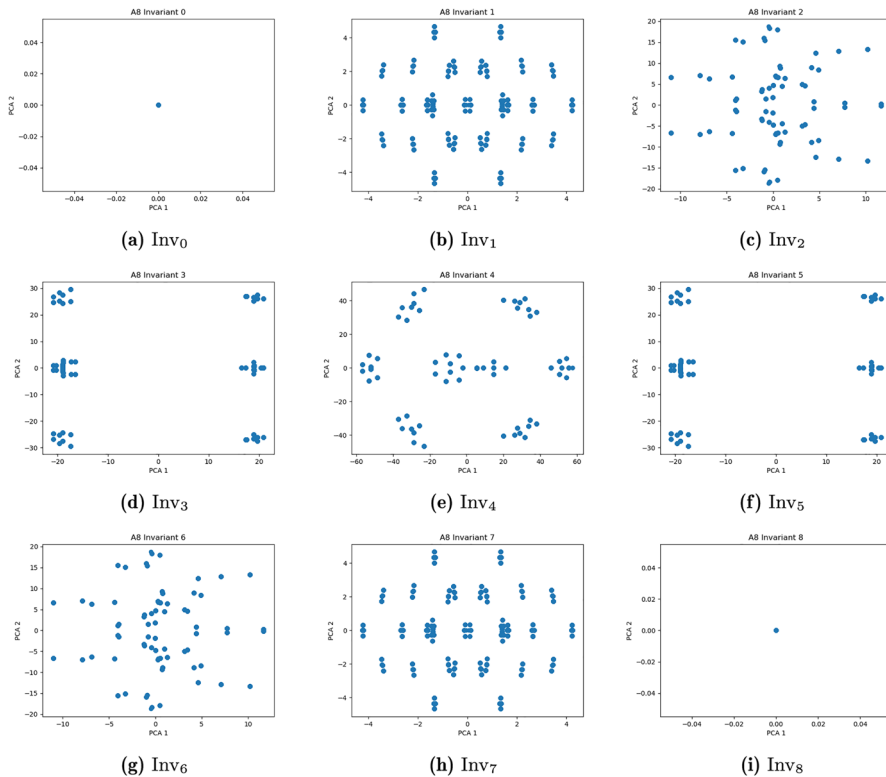 A8 Invariant 0
A8 Invariant 1
A8 Invariant 2
0.04
0.02
0.00
−0.02
−0.04
PCA 2
−0.04 −0.02 0.00 0.02 0.04
PCA 1
4
2
0
−2
−4
PCA 2
−4 −2 0 2 4
PCA 1
20
15
10
5
0
−5
−10
−15
−20
PCA 2
−10 −5 0 5 10
PCA 1
(a) Inv₀
(b) Inv₁
(c) Inv₂
A8 Invariant 3
A8 Invariant 4
A8 Invariant 5
30
20
10
0
−10
−20
−30
PCA 2
−20 −10 0 10 20
PCA 1
40
20
0
−20
−40
PCA 2
−60 −40 −20 0 20 40 60
PCA 1
30
20
10
0
−10
−20
−30
PCA 2
−20 −10 0 10 20
PCA 1
(d) Inv₃
(e) Inv₄
(f) Inv₅
A8 Invariant 6
A8 Invariant 7
A8 Invariant 8
20
15
10
5
0
−5
−10
−15
−20
PCA 2
−10 −5 0 5 10
PCA 1
4
2
0
−2
−4
PCA 2
−4 −2 0 2 4
PCA 1
0.04
0.02
0.00
−0.02
−0.04
PCA 2
−0.04 −0.02 0.00 0.02 0.04
PCA 1
(g) Inv₆
(h) Inv₇
(i) Inv₈